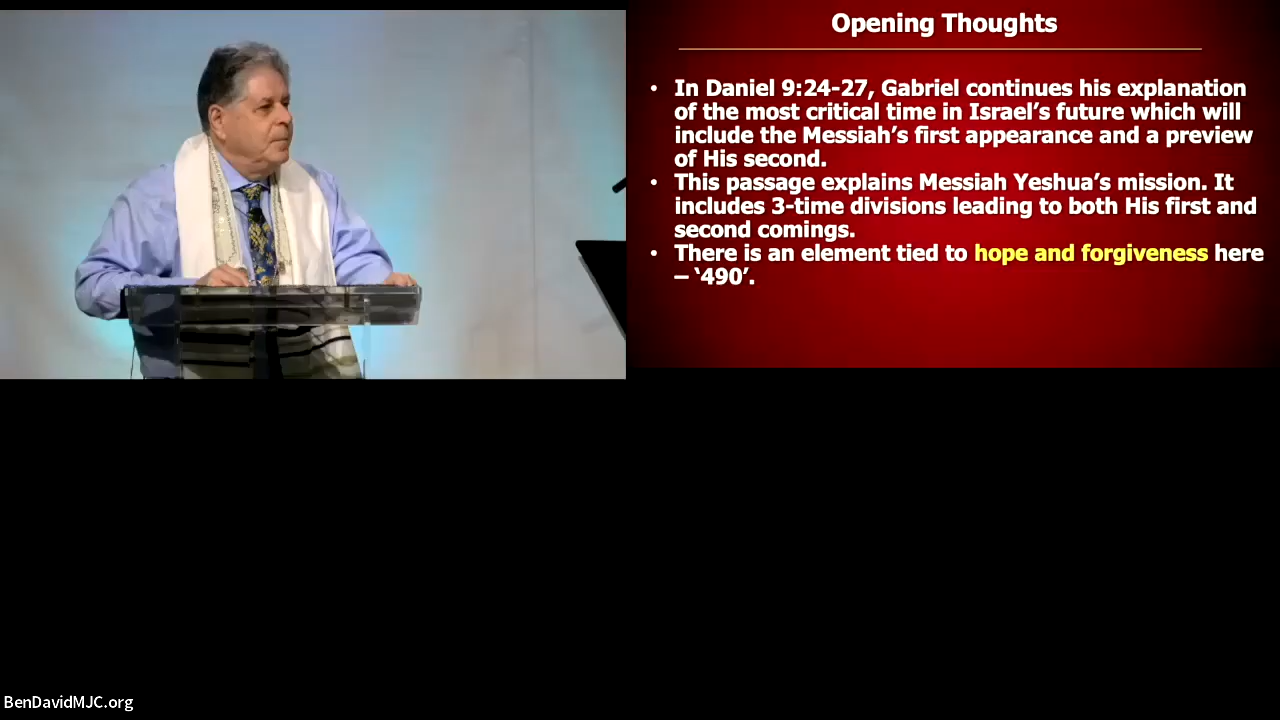 Opening Thoughts
• In Daniel 9:24-27, Gabriel continues his explanation
of the most critical time in Israel’s future which will
include the Messiah’s first appearance and a preview
of His second.
• This passage explains Messiah Yeshua’s mission. It
includes 3-time divisions leading to both His first and
second comings.
• There is an element tied to hope and forgiveness here
– ‘490’.
BenDavidMJC.org